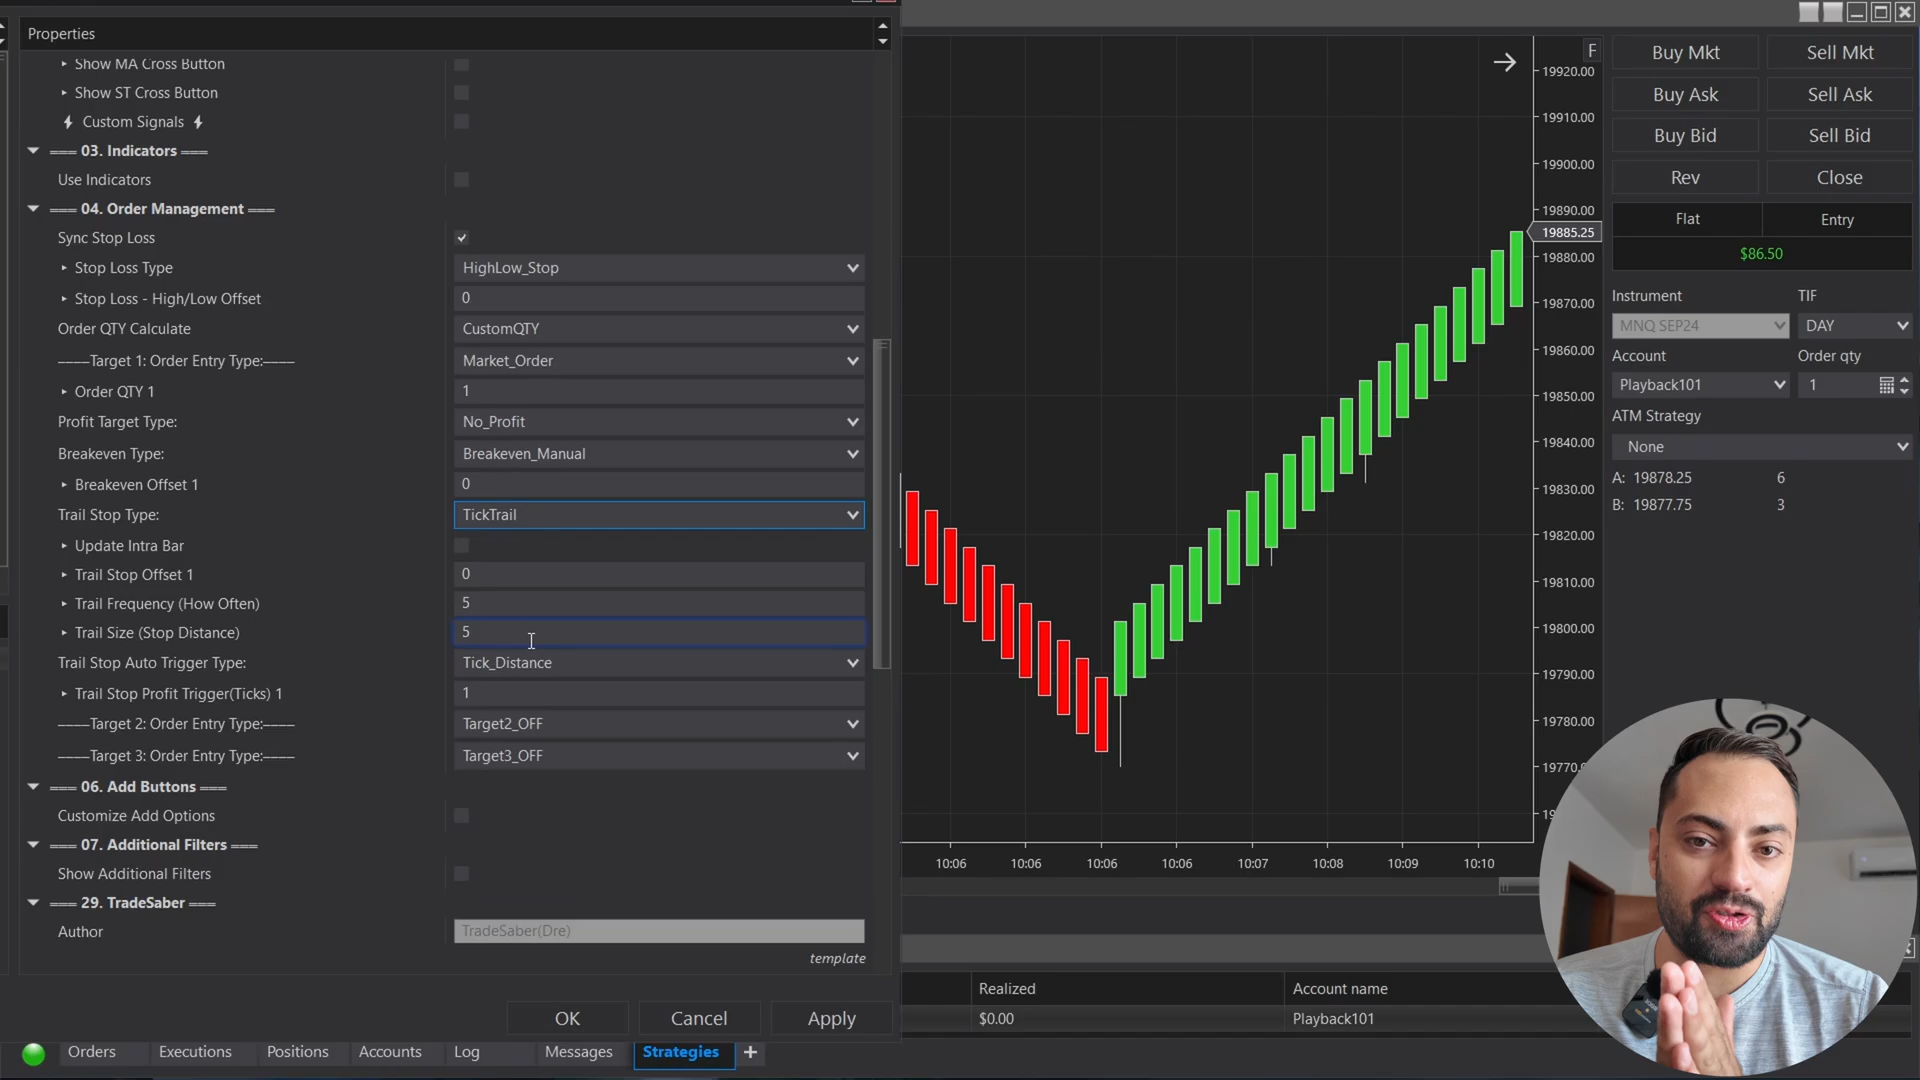 Properties
Show MA Cross Button
Show ST Cross Button
Custom Signals
=== 03. Indicators ===
Use Indicators
=== 04. Order Management ===
Sync Stop Loss
Stop Loss Type HighLow_Stop
Stop Loss - High/Low Offset 0
Order QTY Calculate CustomQTY
----Target 1: Order Entry Type:---- Market_Order
Order QTY 1 1
Profit Target Type: No_Profit
Breakeven Type: Breakeven_Manual
Breakeven Offset 1 0
Trail Stop Type: TickTrail
Update Intra Bar
Trail Stop Offset 1 0
Trail Frequency (How Often) 5
Trail Size (Stop Distance) 5
Trail Stop Auto Trigger Type: Tick_Distance
Trail Stop Profit Trigger(Ticks) 1 1
----Target 2: Order Entry Type:---- Target2_OFF
----Target 3: Order Entry Type:---- Target3_OFF
=== 06. Add Buttons ===
Customize Add Options
=== 07. Additional Filters ===
Show Additional Filters
=== 29. TradeSaber ===
Author TradeSaber(Dre)
template
OK Cancel Apply
F
19920.00
19910.00
19900.00
19890.00
19885.25
19880.00
19870.00
19860.00
19850.00
19840.00
19830.00
19820.00
19810.00
19800.00
19790.00
19780.00
10:06 10:06 10:06 10:06 10:07 10:08 10:09 10:10
Buy Mkt Sell Mkt
Buy Ask Sell Ask
Buy Bid Sell Bid
Rev Close
Flat Entry
$86.50
Instrument TIF
MNQ SEP24 DAY
Account Order qty
Playback101 1
ATM Strategy
None
A: 19878.25 6
B: 19877.75 3
Realized Account name
$0.00 Playback101
Orders Executions Positions Accounts Log Messages Strategies +